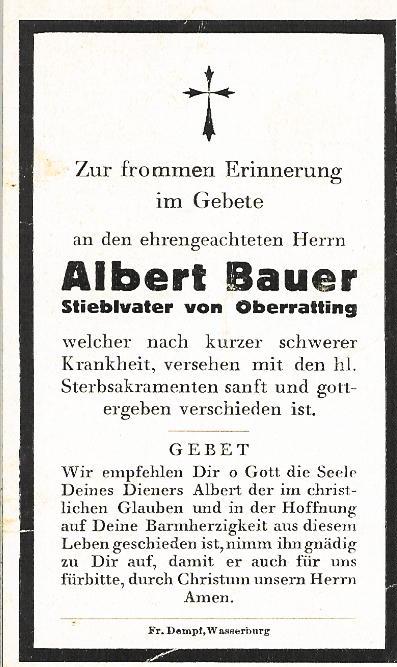 Zur frommen Erinnerung
im Gebete
an den ehrengeachteten Herrn
Albert Bauer
Stieblvater von Oberratting
welcher nach kurzer schwerer
Krankheit, versehen mit den hl.
Sterbsakramenten sanft und gott-
ergeben verschieden ist.
GEBET
Wir empfehlen Dir o Gott die Seele
Deines Dieners Albert der im christ-
lichen Glauben und in der Hoffnung
auf Deine Barmherzigkeit aus diesem
Leben geschieden ist, nimm ihn gnädig
zu Dir auf, damit er auch für uns
fürbitte, durch Christum unsern Herrn
Amen.
Fr. Dempf, Wasserburg